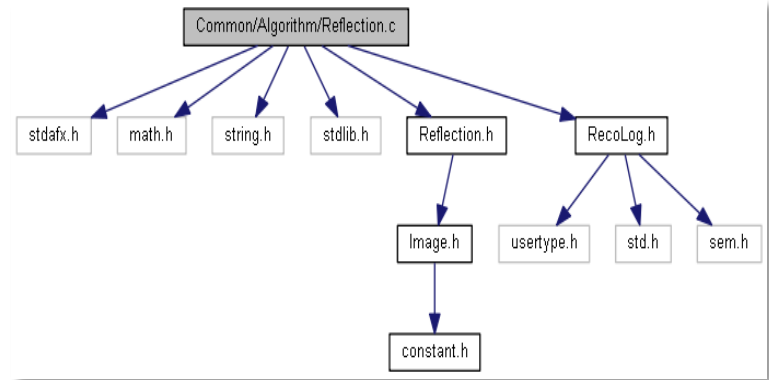 Common/Algorithm/Reflection.c
stdafx.h
math.h
string.h
stdlib.h
Reflection.h
RecoLog.h
Image.h
usertype.h
std.h
sem.h
constant.h